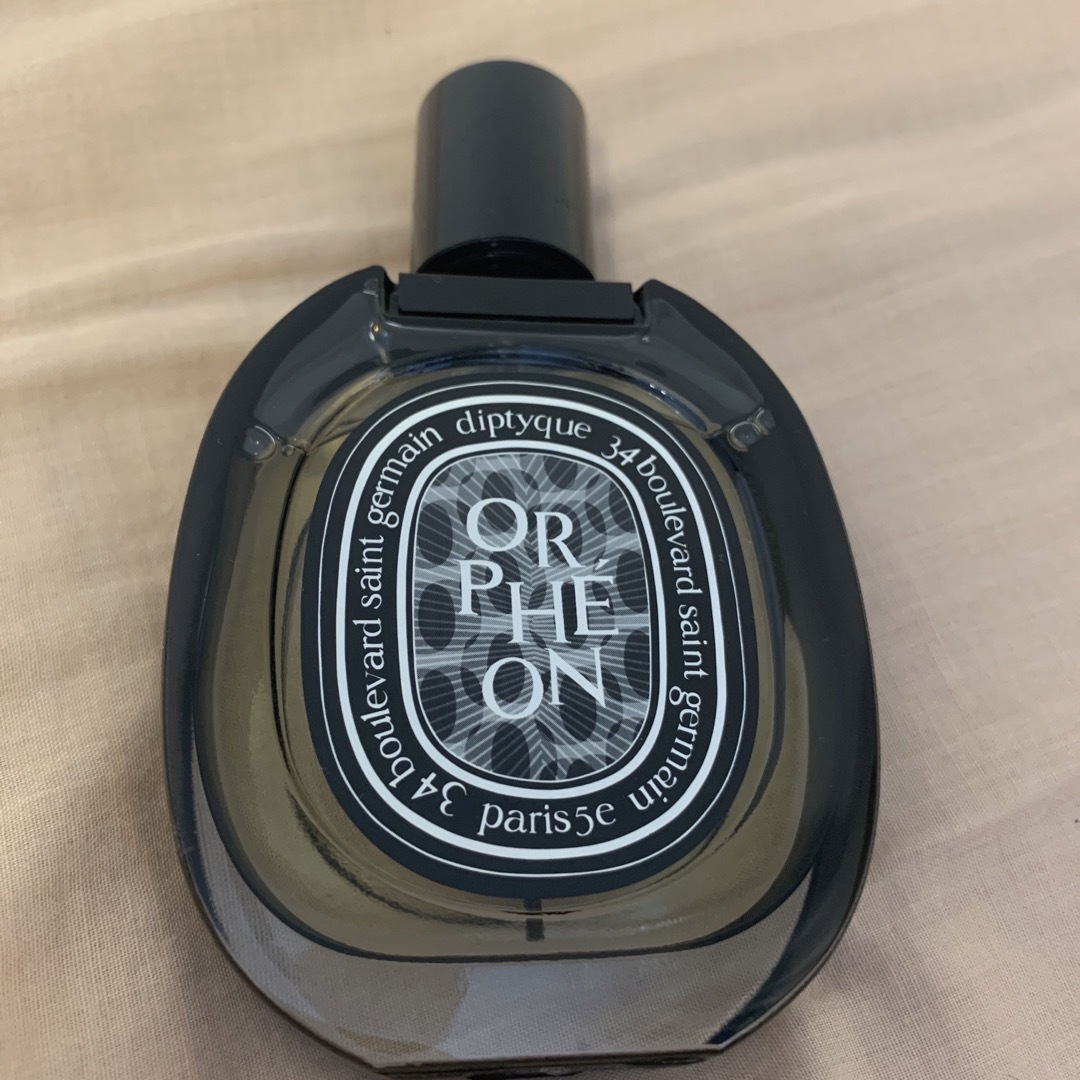 diptyque 34 boulevard saint germain paris5e 34 boulevard saint germain
OR
PHÉ
ON